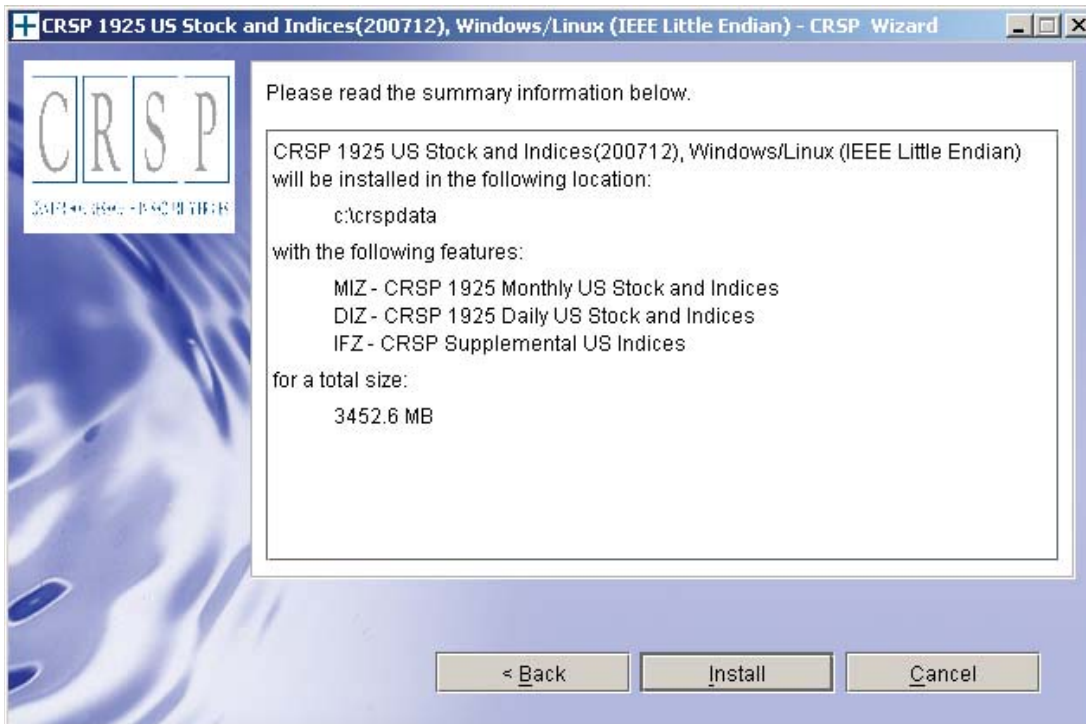 CRSP 1925 US Stock and Indices(200712), Windows/Linux (IEEE Little Endian) - CRSP Wizard
CRSP
Please read the summary information below.
CRSP 1925 US Stock and Indices(200712), Windows/Linux (IEEE Little Endian)
will be installed in the following location:
c:\crspdata
with the following features:
MIZ - CRSP 1925 Monthly US Stock and Indices
DIZ - CRSP 1925 Daily US Stock and Indices
IFZ - CRSP Supplemental US Indices
for a total size:
3452.6 MB
< Back
Install
Cancel